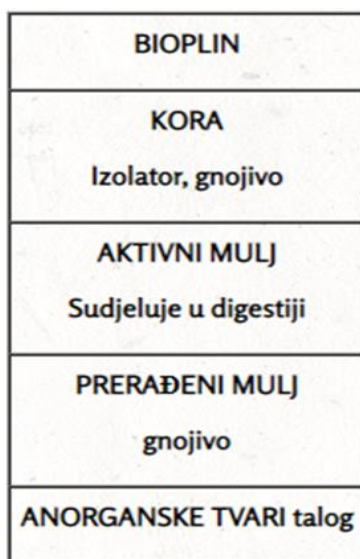 BIOPLIN
KORA
Izolator, gnojivo
AKTIVNI MULJ
Sudjeluje u digestiji
PRERAĐENI MULJ
gnojivo
ANORGANSKE TVARI talog